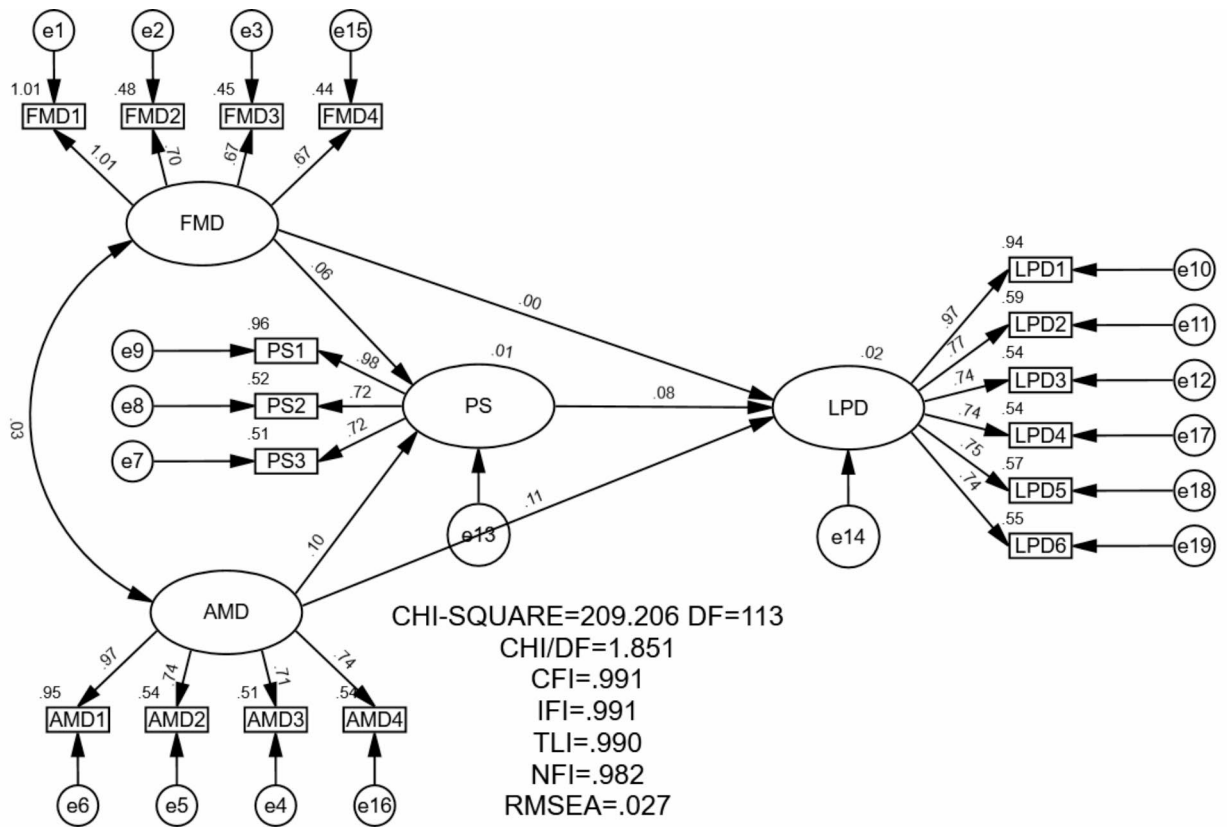 e1 e2 e3 e15
1.01 .48 .45 .44
FMD1 FMD2 FMD3 FMD4
1.01 .70 .67 .67
FMD
.06
.00
.03
.94
LPD1 e10
.59
LPD2 e11
.54
LPD3 e12
.54
LPD4 e17
.57
LPD5 e18
.55
LPD6 e19
.97
.77
.74
.74
.75
.74
.96
e9 PS1 .98
.52
e8 PS2 .72
.51
e7 PS3 .72
.01
PS
.08
.02
LPD
e13
e14
.10
.11
AMD
.97 .74 .71 .74
.95 .54 .51 .54
AMD1 AMD2 AMD3 AMD4
e6 e5 e4 e16
CHI-SQUARE=209.206 DF=113
CHI/DF=1.851
CFI=.991
IFI=.991
TLI=.990
NFI=.982
RMSEA=.027